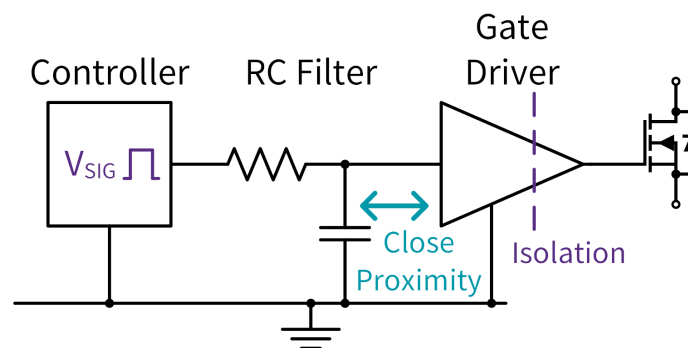 Gate
Controller RC Filter Driver
VSIG
Close
Proximity
Isolation